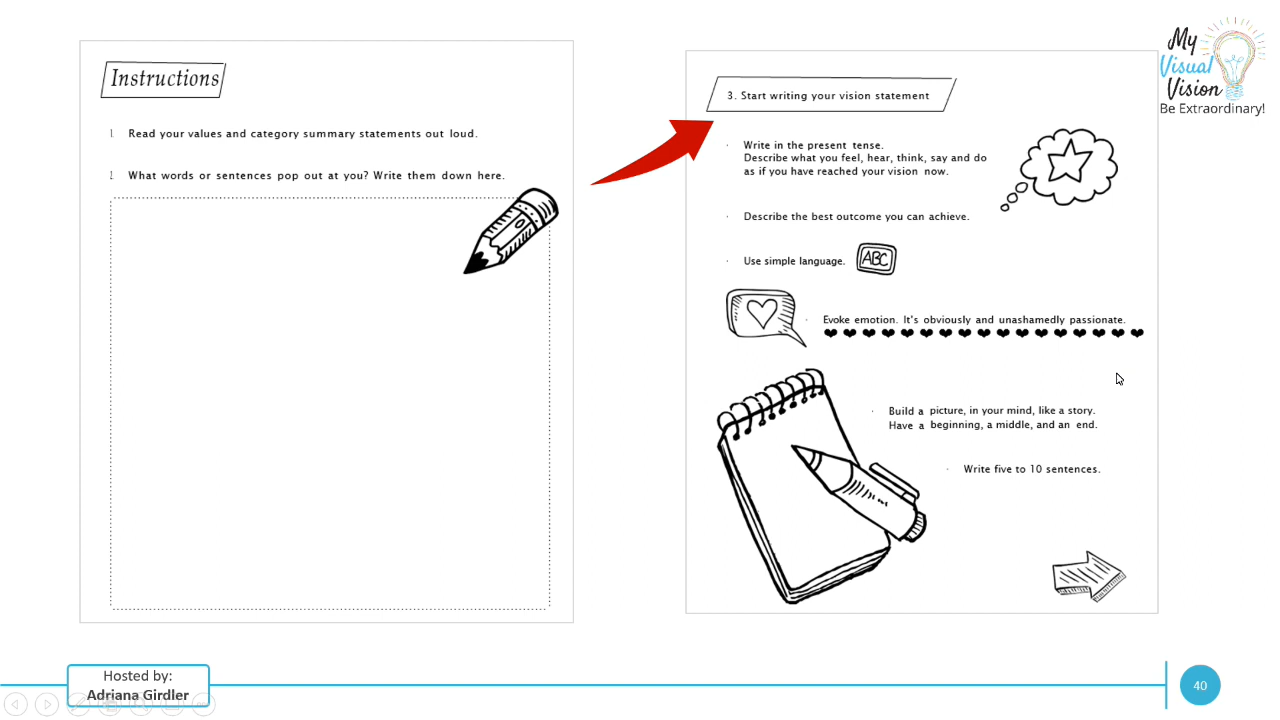 Instructions
1. Read your values and category summary statements out loud.
2. What words or sentences pop out at you? Write them down here.
3. Start writing your vision statement
· Write in the present tense.
Describe what you feel, hear, think, say and do
as if you have reached your vision now.
· Describe the best outcome you can achieve.
· Use simple language.
ABC
· Evoke emotion. It's obviously and unashamedly passionate.
· Build a picture, in your mind, like a story.
Have a beginning, a middle, and an end.
· Write five to 10 sentences.
My
Visual
Vision
Be Extraordinary!
Hosted by:
Adriana Girdler
40